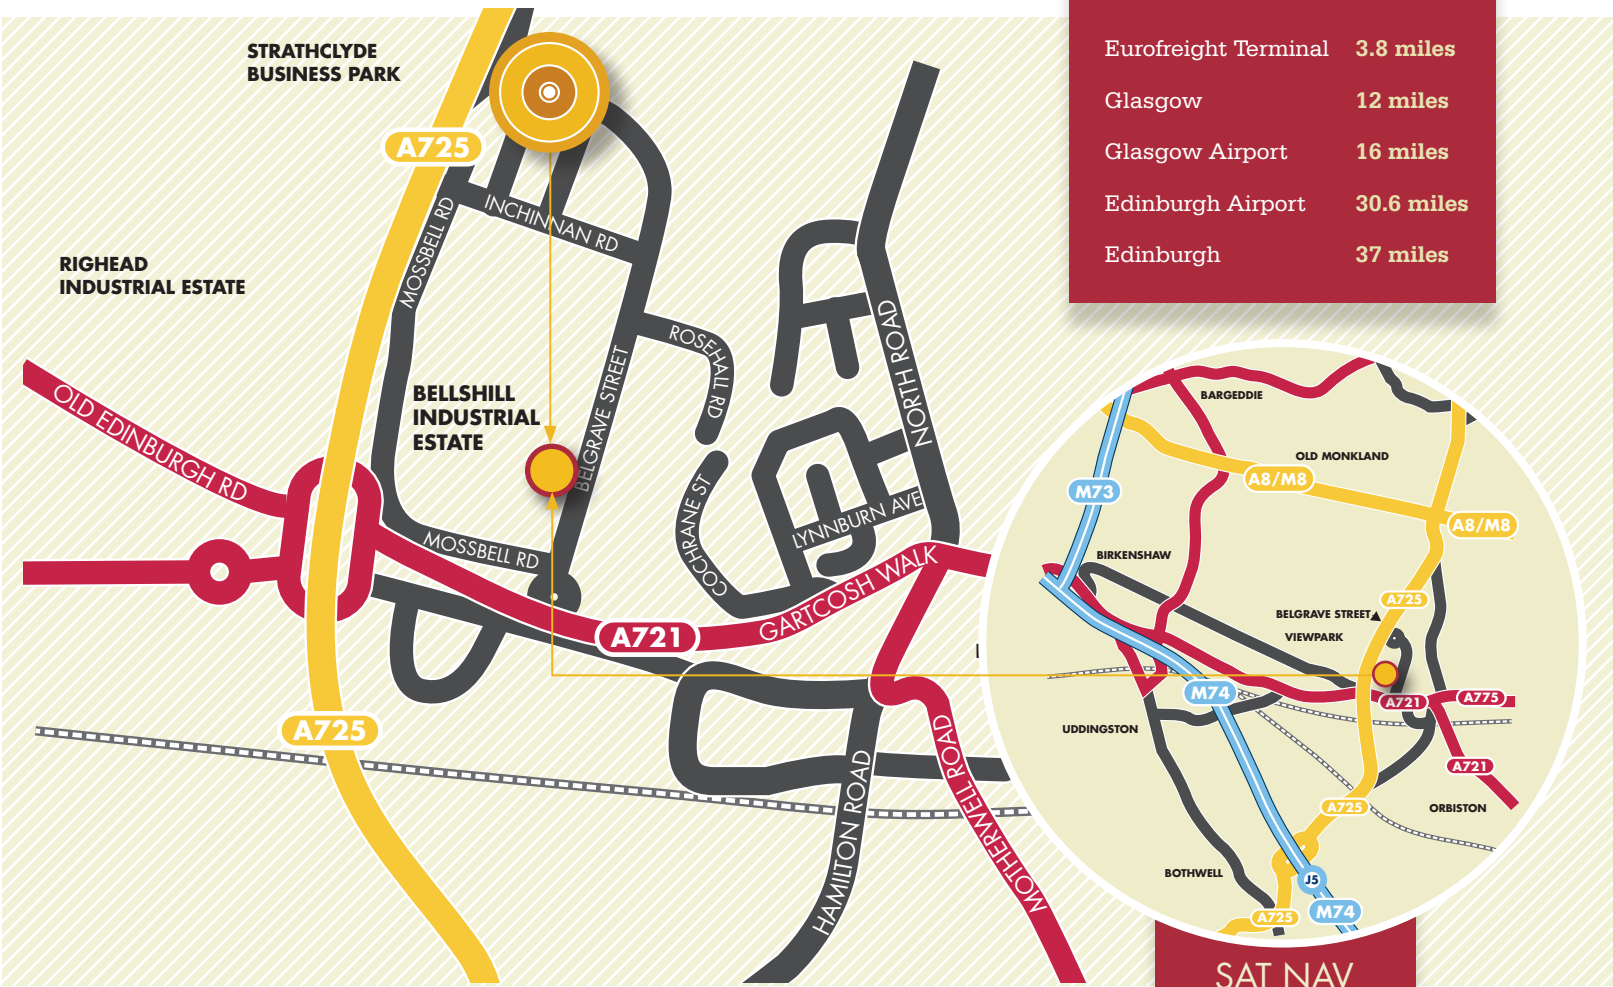 STRATHCLYDE
BUSINESS PARK
A725
MOSSBELL RD
INCHINNAN RD
RIGHEAD
INDUSTRIAL ESTATE
OLD EDINBURGH RD
BELLSHILL
INDUSTRIAL
ESTATE
BELGRAVE STREET
ROSEHALL RD
NORTH ROAD
COCHRANE ST
LYNNBURN AVE
MOSSBELL RD
A721
GARTCOSH WALK
A725
HAMILTON ROAD
MOTHERWELL ROAD
Eurofreight Terminal 3.8 miles
Glasgow 12 miles
Glasgow Airport 16 miles
Edinburgh Airport 30.6 miles
Edinburgh 37 miles
BARGEDDIE
OLD MONKLAND
A8/M8
M73
A8/M8
BIRKENSHAW
A725
BELGRAVE STREET
VIEWPARK
M74
A721
A775
UDDINGSTON
A721
A725
ORBISTON
BOTHWELL
J5
M74
A725
SAT NAV